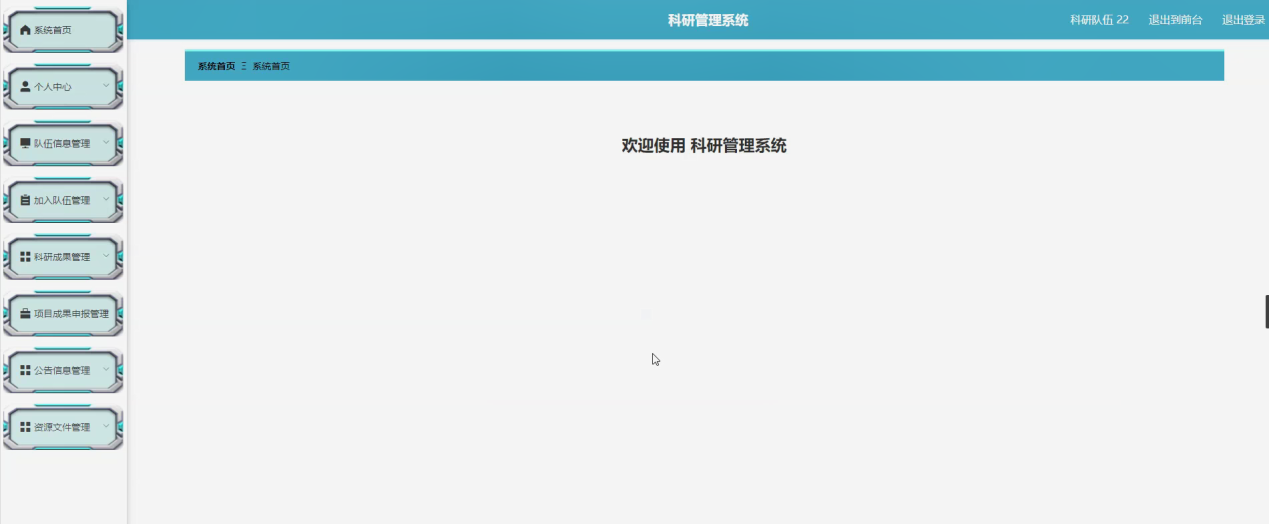 系统首页
个人中心
队伍信息管理
加入队伍管理
科研成果管理
项目成果申报管理
公告信息管理
资源文件管理
科研管理系统
科研队伍 22 退出到前台 退出登录
系统首页 Ξ 系统首页
欢迎使用 科研管理系统